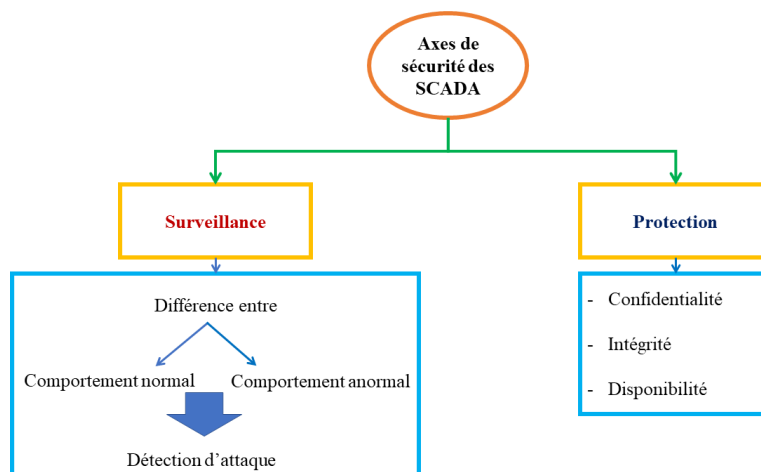 Axes de
sécurité des
SCADA
Surveillance
Protection
Différence entre
Comportement normal
Comportement anormal
Détection d’attaque
- Confidentialité
- Intégrité
- Disponibilité